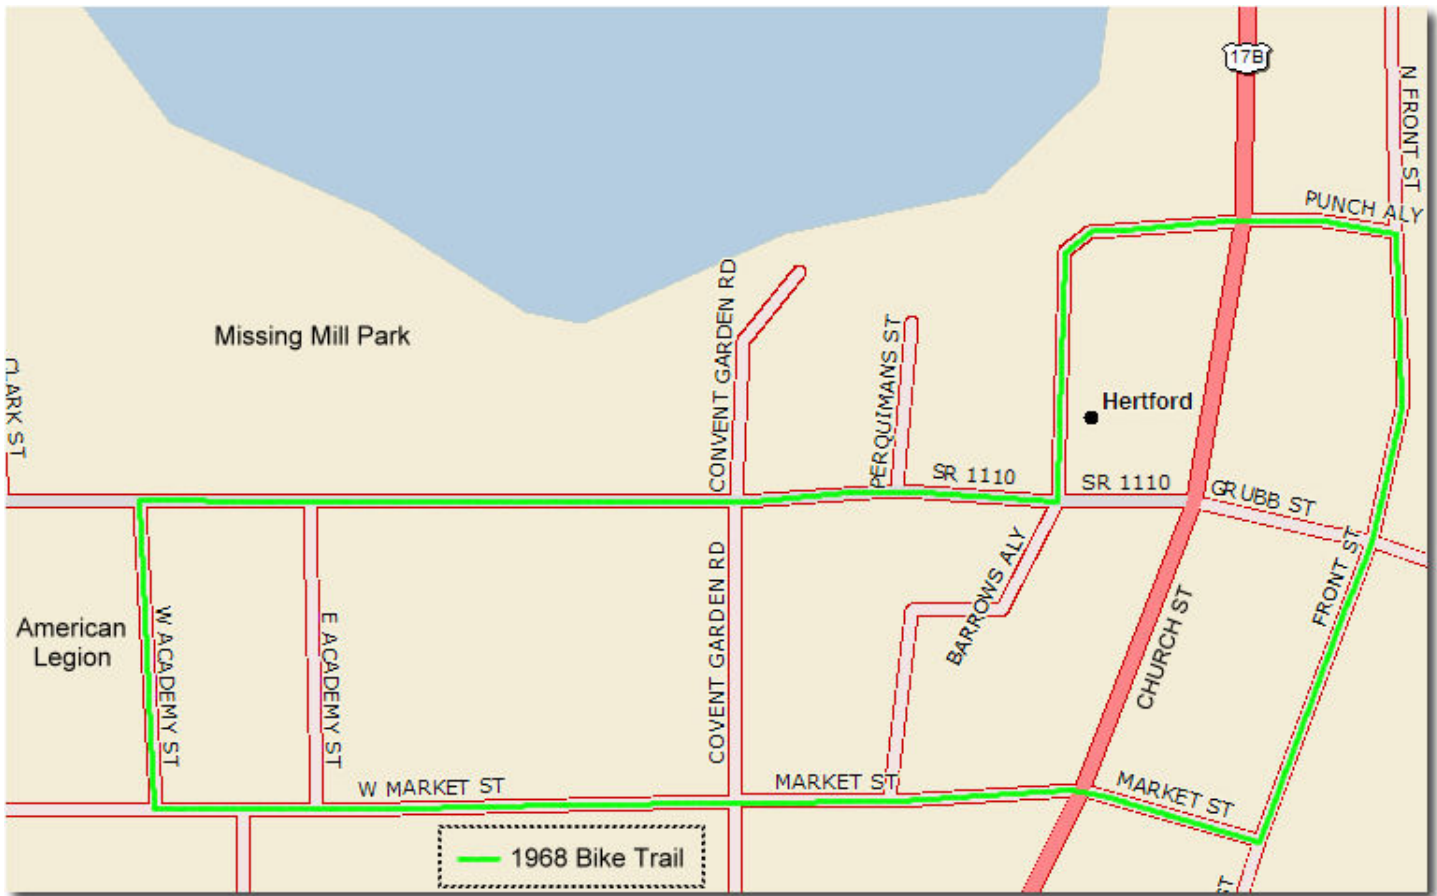 17B
N FRONT ST
PUNCH ALY
Missing Mill Park
CLARK ST
CONVENT GARDEN RD
PERQUIMANS ST
Hertford
SR 1110
SR 1110
GRUBB ST
FRONT ST
BARROWS ALY
CHURCH ST
American
Legion
W ACADEMY ST
E ACADEMY ST
COVENT GARDEN RD
W MARKET ST
MARKET ST
MARKET ST
1968 Bike Trail
ST